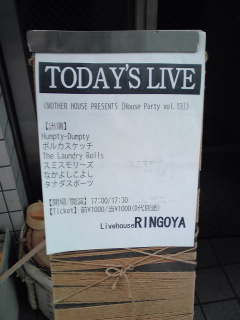 TODAY'S LIVE
《MOTHER HOUSE PRESENTS [House Party vol.13]》
【出演】
Humpty-Dumpty
ポルカスケッチ
The Laundry Rolls
スミスモリーズ
なかよしこよし
タナダスポーツ
【開場/開演】17:00/17:30
【Ticket】前¥1000/当¥1000(D代別途)
Livehouse RINGOYA